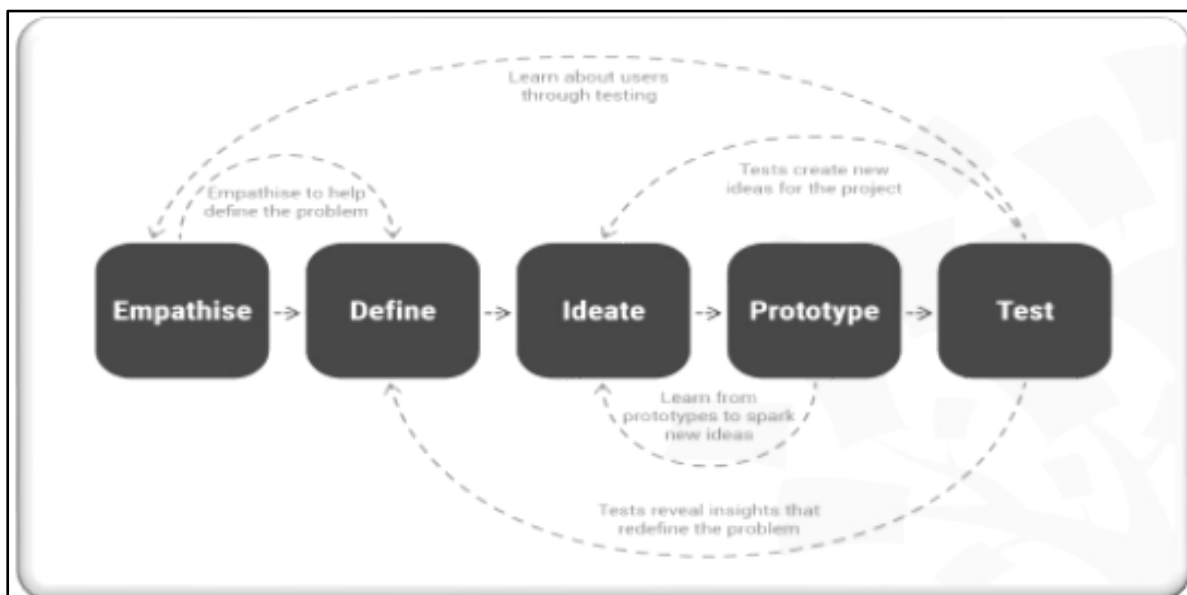 Learn about users
through testing
Tests create new
ideas for the project
Empathise to help
define the problem
Empathise
Define
Ideate
Prototype
Test
Learn from
prototypes to spark
new ideas
Tests reveal insights that
redefine the problem